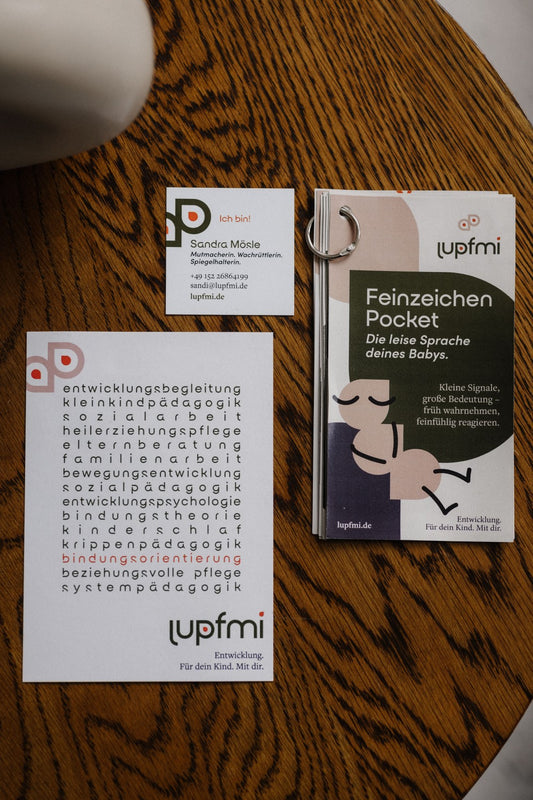 Ich bin!
Sandra Mösle
Mutmacherin. Wachrüttlerin.
Spiegelhalterin.
+49 152 26864199
sandi@lupfmi.de
lupfmi.de
lupfmi
Feinzeichen
Pocket
Die leise Sprache
deines Babys.
Kleine Signale,
große Bedeutung –
früh wahrnehmen,
feinfühlig reagieren.
lupfmi.de
Entwicklung.
Für dein Kind. Mit dir.
entwicklungsbegleitung
kleinkindpädagogik
sozialarbeit
heilerziehungspflege
elternberatung
familienarbeit
bewegungsentwicklung
sozialpädagogik
entwicklungspsychologie
bindungstheorie
kinderschlaf
krippenpädagogik
bindungsorientierung
beziehungsvolle pflege
systempädagogik
lupfmi
Entwicklung.
Für dein Kind. Mit dir.